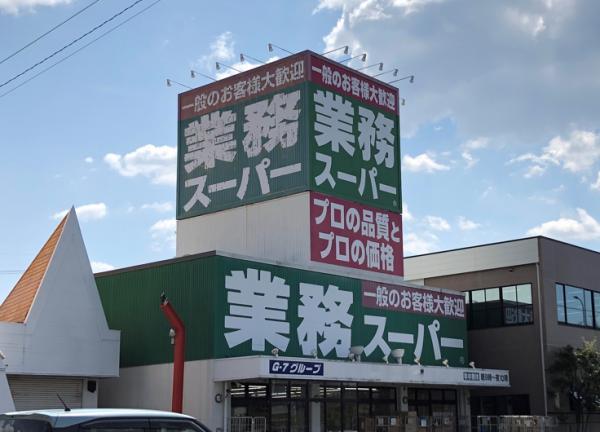 一般のお客様大歓迎
業務
スーパー
一般のお客様大歓迎
業務
スーパー
プロの品質と
プロの価格
業務スーパー
一般のお客様大歓迎
G-7グループ